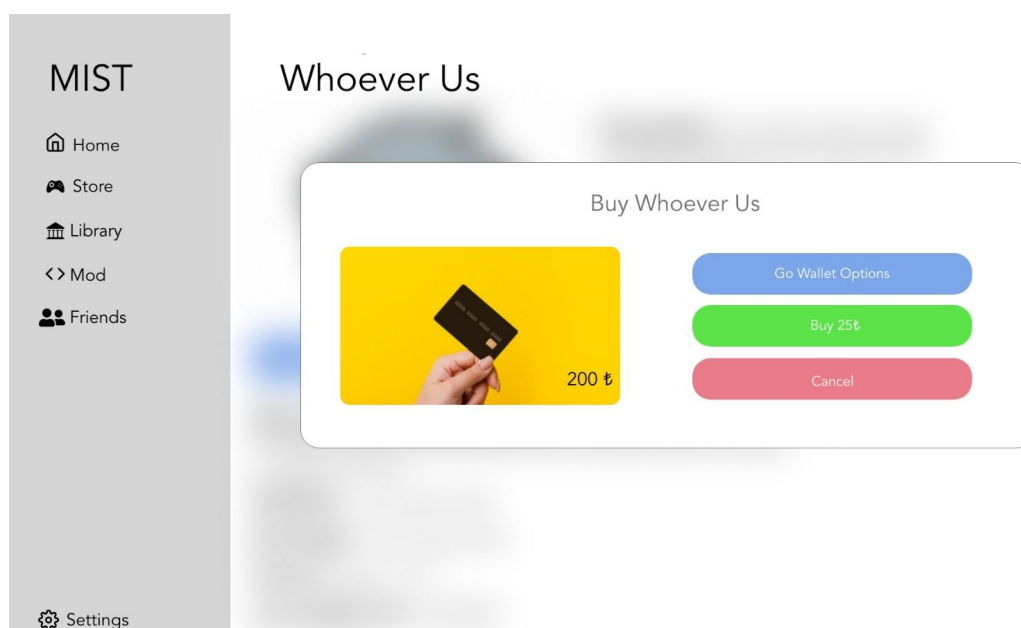 MIST
Home
Store
Library
Mod
Friends
Settings
Whoever Us
Buy Whoever Us
200 ₺
Go Wallet Options
Buy 25₺
Cancel